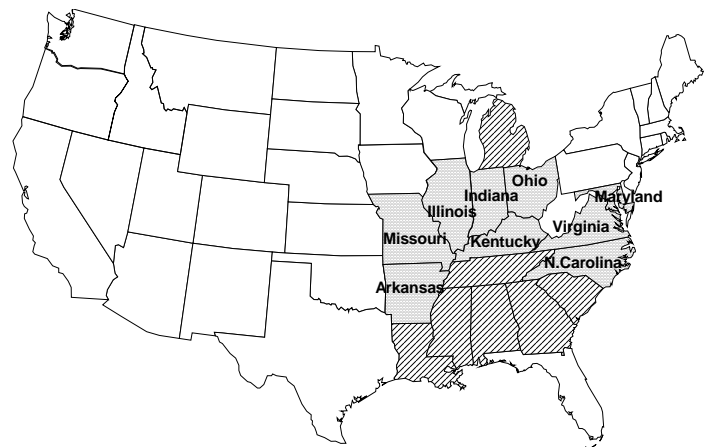 Ohio
Maryland
Indiana
Illinois
Virginia
Missouri
Kentucky
N.Carolina
Arkansas